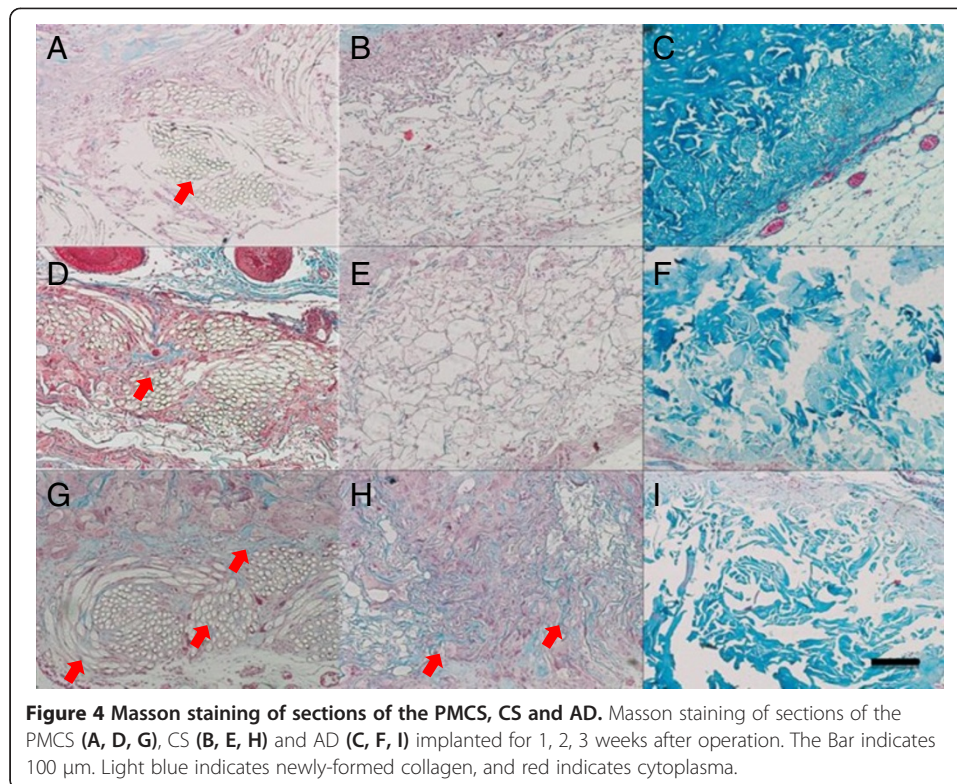 A
B
C
D
E
F
G
H
I
Figure 4 Masson staining of sections of the PMCS, CS and AD. Masson staining of sections of the
PMCS (A, D, G), CS (B, E, H) and AD (C, F, I) implanted for 1, 2, 3 weeks after operation. The Bar indicates
100 μm. Light blue indicates newly-formed collagen, and red indicates cytoplasma.